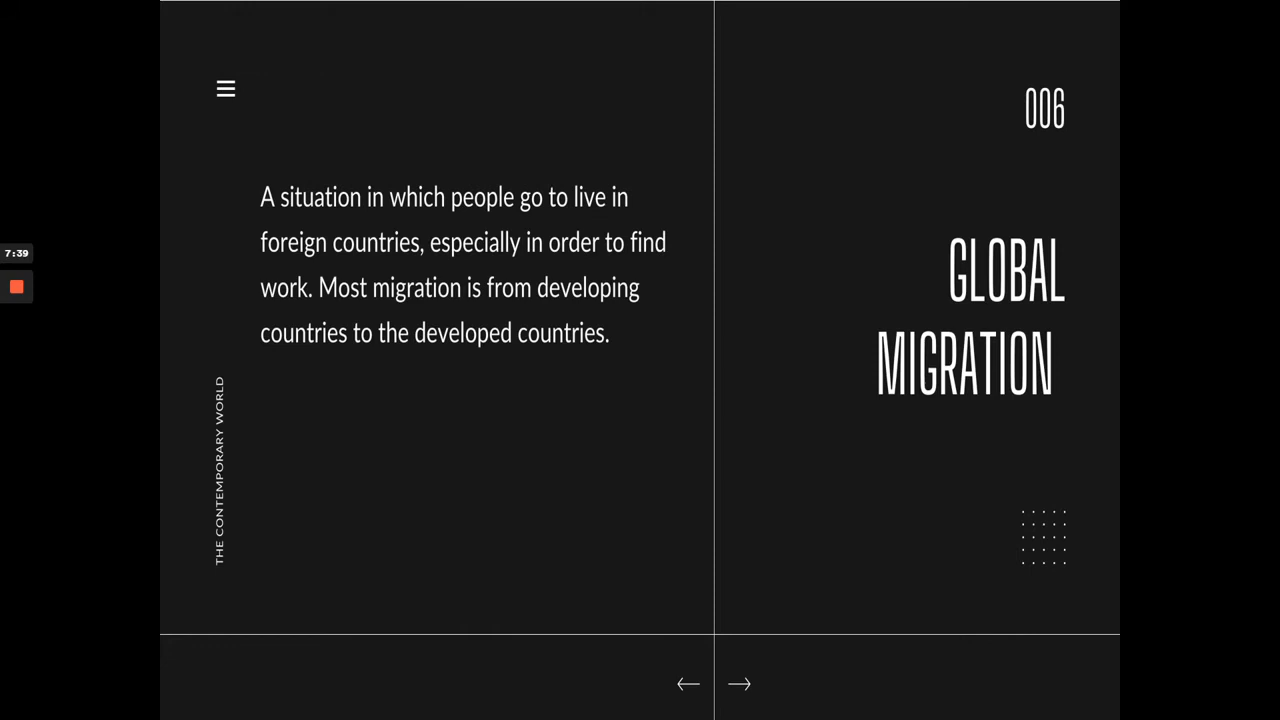 7:39
A situation in which people go to live in
foreign countries, especially in order to find
work. Most migration is from developing
countries to the developed countries.
THE CONTEMPORARY WORLD
006
GLOBAL
MIGRATION